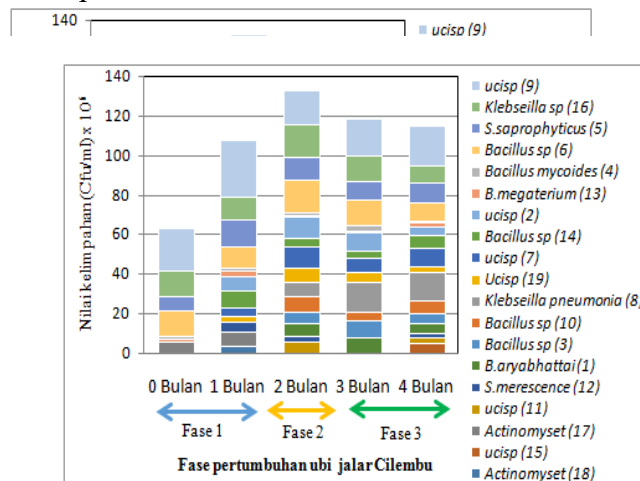 140
ucisp (9)
Nilai kelimpahan (Cfu/ml) x 10⁶
140
120
100
80
60
40
20
0
0 Bulan 1 Bulan 2 Bulan 3 Bulan 4 Bulan
Fase 1 Fase 2 Fase 3
Fase pertumbuhan ubi jalar Cilembu
ucisp (9)
Klebseilla sp (16)
S.saprophyticus (5)
Bacillus sp (6)
Bacillus mycoides (4)
B.megaterium (13)
ucisp (2)
Bacillus sp (14)
ucisp (7)
Ucisp (19)
Klebseilla pneumonia (8)
Bacillus sp (10)
Bacillus sp (3)
B.aryabhattai (1)
S.merescence (12)
ucisp (11)
Actinomyset (17)
ucisp (15)
Actinomyset (18)